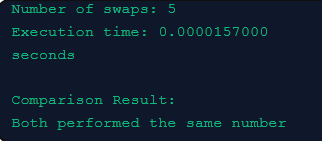 Number of swaps: 5
Execution time: 0.0000157000
seconds
Comparison Result:
Both performed the same number